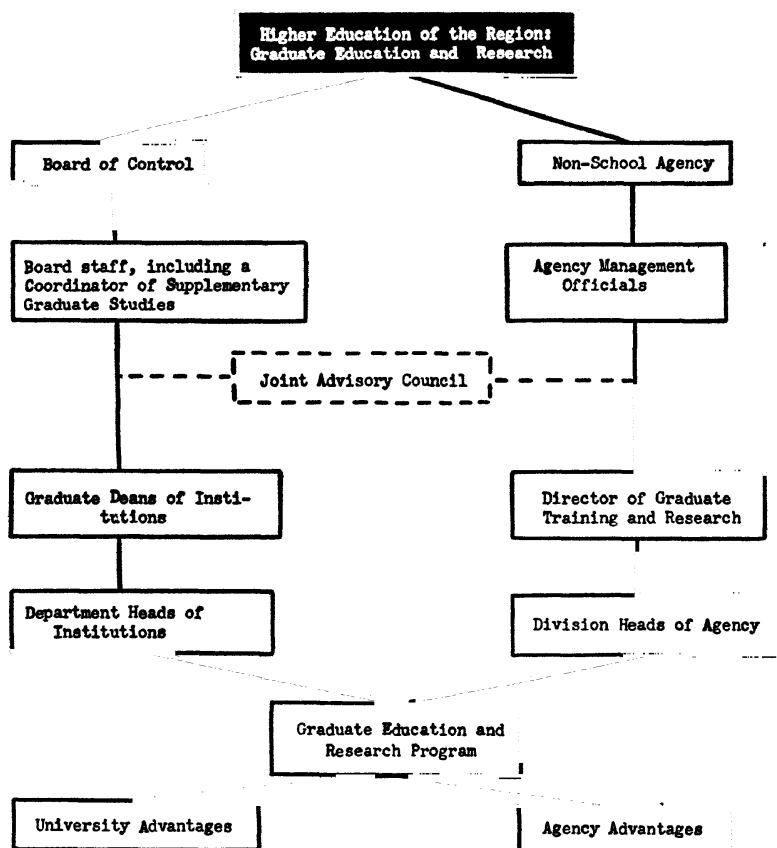 Higher Education of the Region:
Graduate Education and Research
Board of Control
Non-School Agency
Board staff, including a
Coordinator of Supplementary
Graduate Studies
Agency Management
Officials
Joint Advisory Council
Graduate Deans of Insti-
tutions
Director of Graduate
Training and Research
Department Heads of
Institutions
Division Heads of Agency
Graduate Education and
Research Program
University Advantages
Agency Advantages